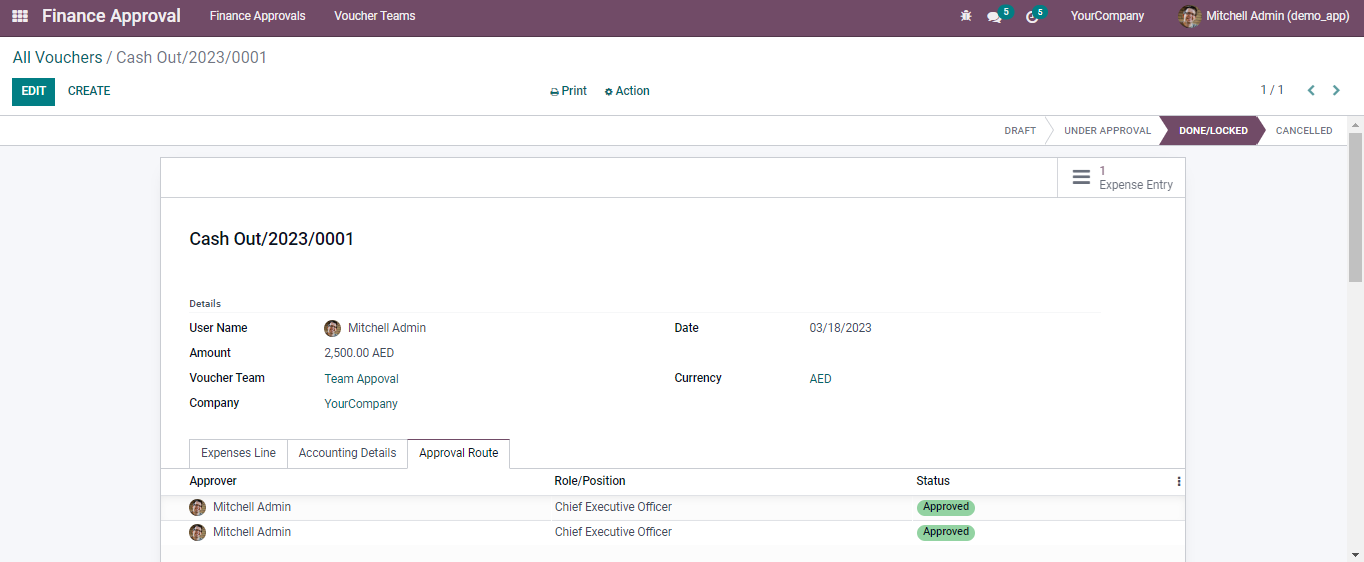 Finance Approval Finance Approvals Voucher Teams 5 5 YourCompany Mitchell Admin (demo_app)
All Vouchers / Cash Out/2023/0001
EDIT CREATE Print Action 1 / 1
DRAFT UNDER APPROVAL DONE/LOCKED CANCELLED
1
Expense Entry
Cash Out/2023/0001
Details
User Name Mitchell Admin Date 03/18/2023
Amount 2,500.00 AED
Voucher Team Team Appoval Currency AED
Company YourCompany
Expenses Line Accounting Details Approval Route
Approver Role/Position Status
Mitchell Admin Chief Executive Officer Approved
Mitchell Admin Chief Executive Officer Approved